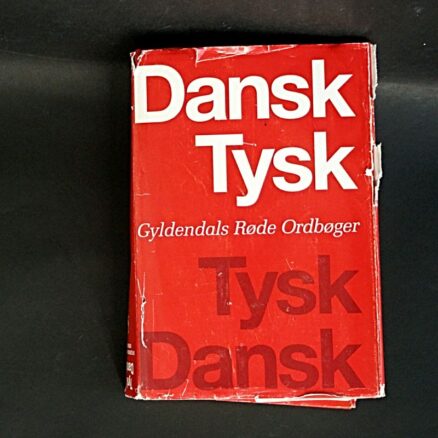 Dansk
Tysk
Gyldendals Røde Ordbøger
Tysk
Dansk